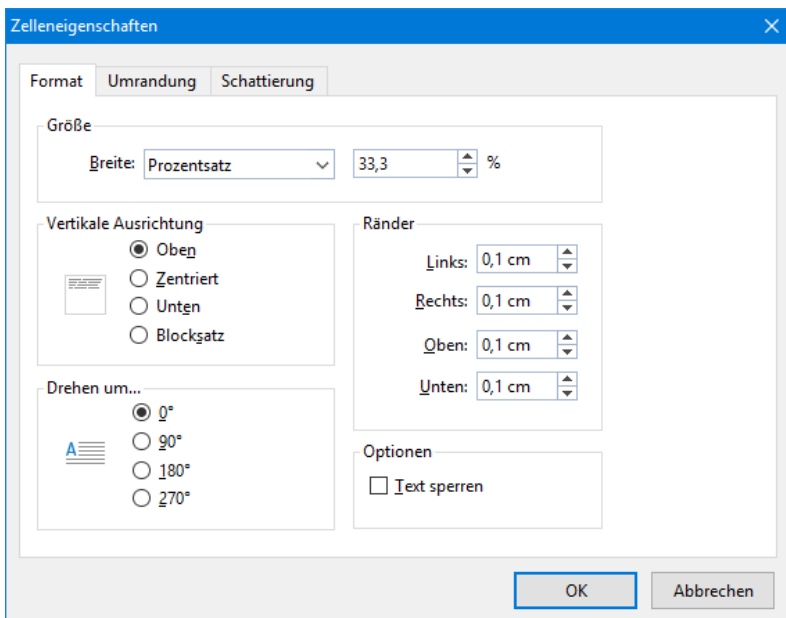 Zelleneigenschaften
Format Umrandung Schattierung
Größe
Breite: Prozentsatz 33,3 %
Vertikale Ausrichtung
Oben
Zentriert
Unten
Blocksatz
Ränder
Links: 0,1 cm
Rechts: 0,1 cm
Oben: 0,1 cm
Unten: 0,1 cm
Drehen um...
A
0°
90°
180°
270°
Optionen
Text sperren
OK Abbrechen